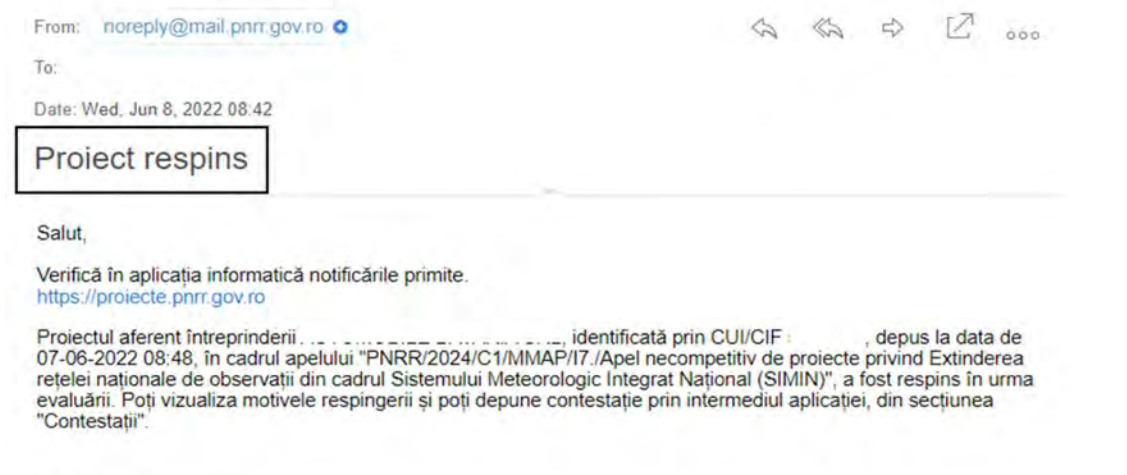 From: noreply@mail.pnrr.gov.ro
To:
Date: Wed, Jun 8, 2022 08:42
Proiect respins
Salut,
Verifică în aplicația informatică notificările primite.
https://proiecte.pnrr.gov.ro
Proiectul aferent întreprinderii , identificată prin CUI/CIF , depus la data de
07-06-2022 08:48, în cadrul apelului "PNRR/2024/C1/MMAP/I7./Apel necompetitiv de proiecte privind Extinderea
rețelei naționale de observații din cadrul Sistemului Meteorologic Integrat Național (SIMIN)", a fost respins în urma
evaluării. Poți vizualiza motivele respingerii și poți depune contestație prin intermediul aplicației, din secțiunea
"Contestații".